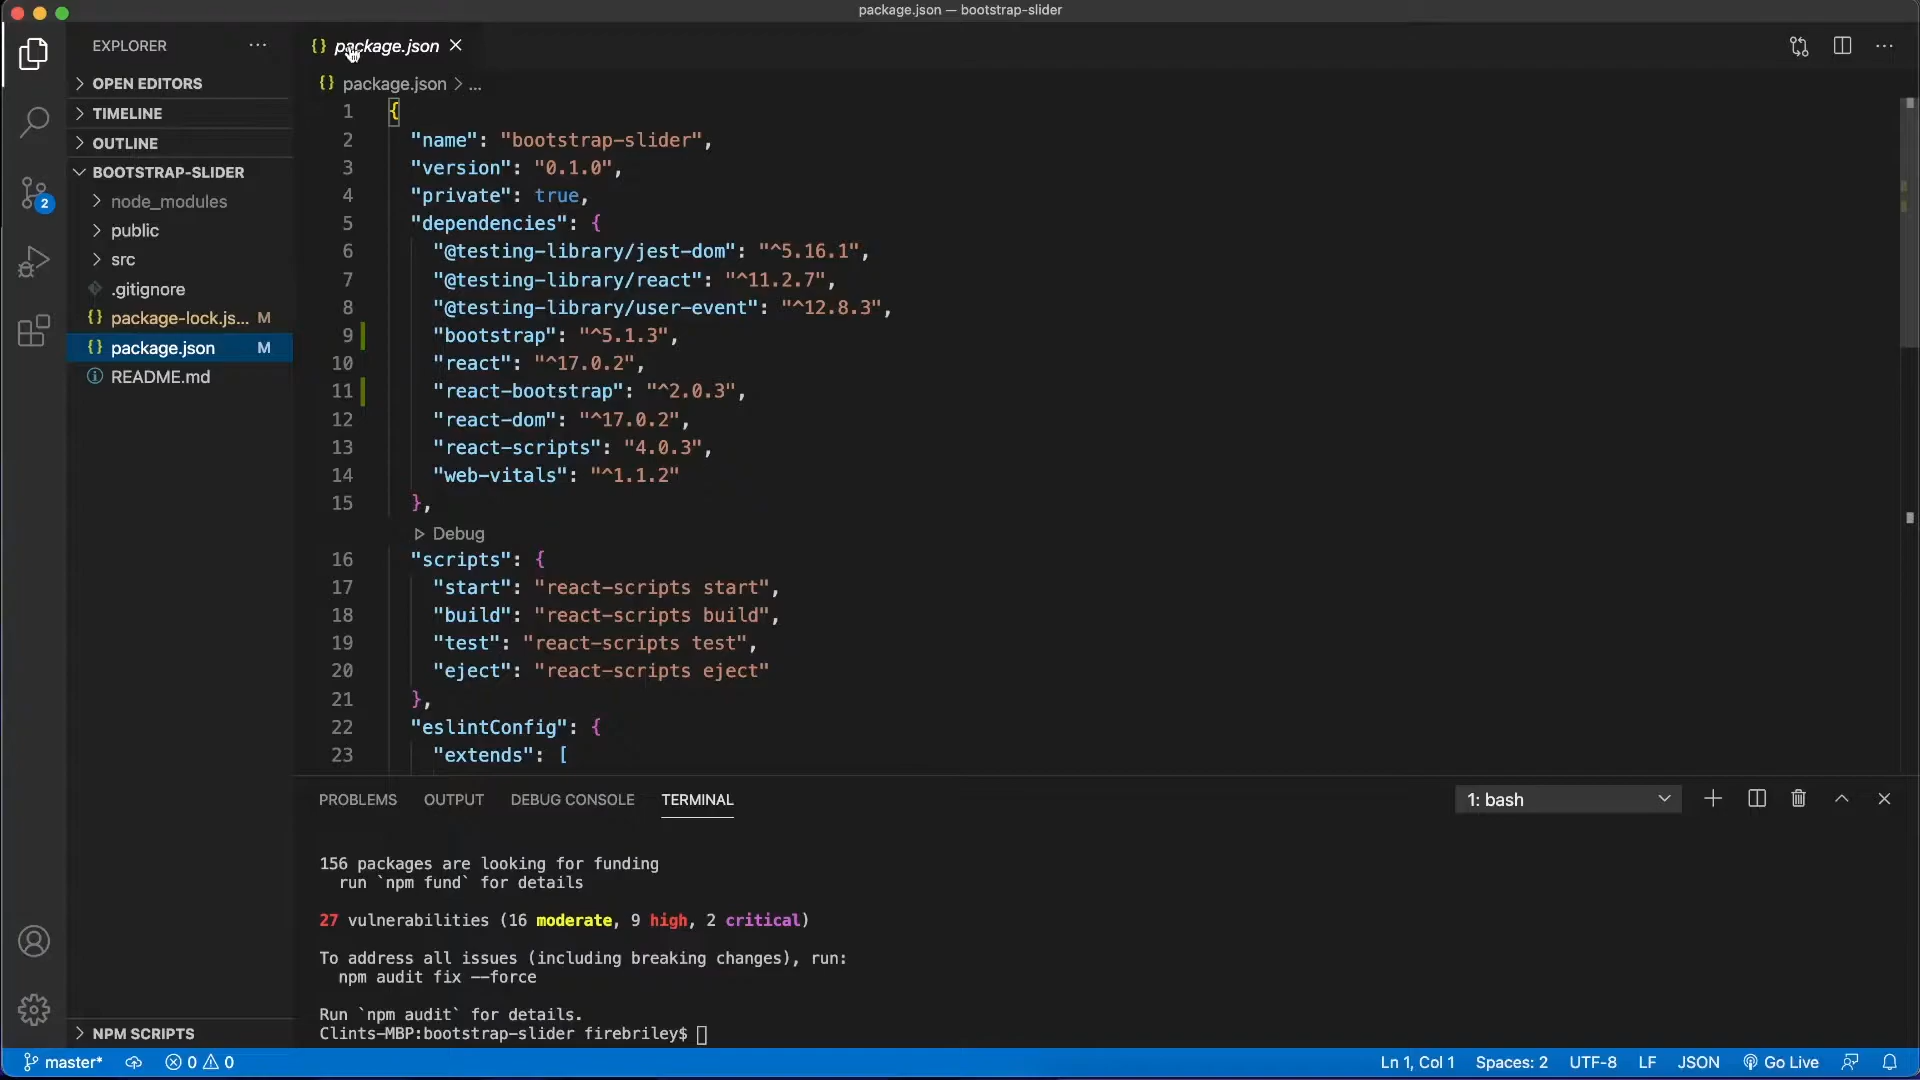 package.json — bootstrap-slider
EXPLORER
OPEN EDITORS
TIMELINE
OUTLINE
BOOTSTRAP-SLIDER
node_modules
public
src
.gitignore
package-lock.js... M
package.json M
README.md
NPM SCRIPTS
2
{} package.json
{} package.json > ...
1 {
2 "name": "bootstrap-slider",
3 "version": "0.1.0",
4 "private": true,
5 "dependencies": {
6 "@testing-library/jest-dom": "^5.16.1",
7 "@testing-library/react": "^11.2.7",
8 "@testing-library/user-event": "^12.8.3",
9 "bootstrap": "^5.1.3",
10 "react": "^17.0.2",
11 "react-bootstrap": "^2.0.3",
12 "react-dom": "^17.0.2",
13 "react-scripts": "4.0.3",
14 "web-vitals": "^1.1.2"
15 },
Debug
16 "scripts": {
17 "start": "react-scripts start",
18 "build": "react-scripts build",
19 "test": "react-scripts test",
20 "eject": "react-scripts eject"
21 },
22 "eslintConfig": {
23 "extends": [
PROBLEMS OUTPUT DEBUG CONSOLE TERMINAL 1: bash
156 packages are looking for funding
run `npm fund` for details
27 vulnerabilities (16 moderate, 9 high, 2 critical)
To address all issues (including breaking changes), run:
npm audit fix --force
Run `npm audit` for details.
Clints-MBP:bootstrap-slider firebriley$
master* 0 0 Ln 1, Col 1 Spaces: 2 UTF-8 LF JSON Go Live